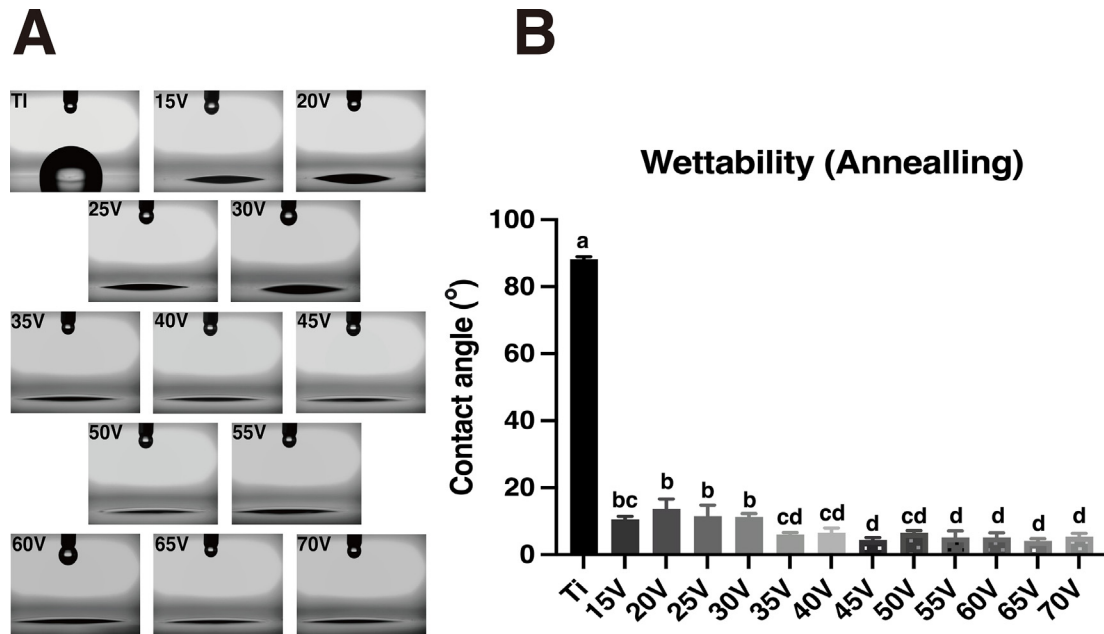 A
B
TI
15V
20V
25V
30V
35V
40V
45V
50V
55V
60V
65V
70V
Wettability (Annealling)
Contact angle (°)
100
80
60
40
20
0
a
bc
b
b
b
cd
cd
d
cd
d
d
d
d
Ti
15V
20V
25V
30V
35V
40V
45V
50V
55V
60V
65V
70V